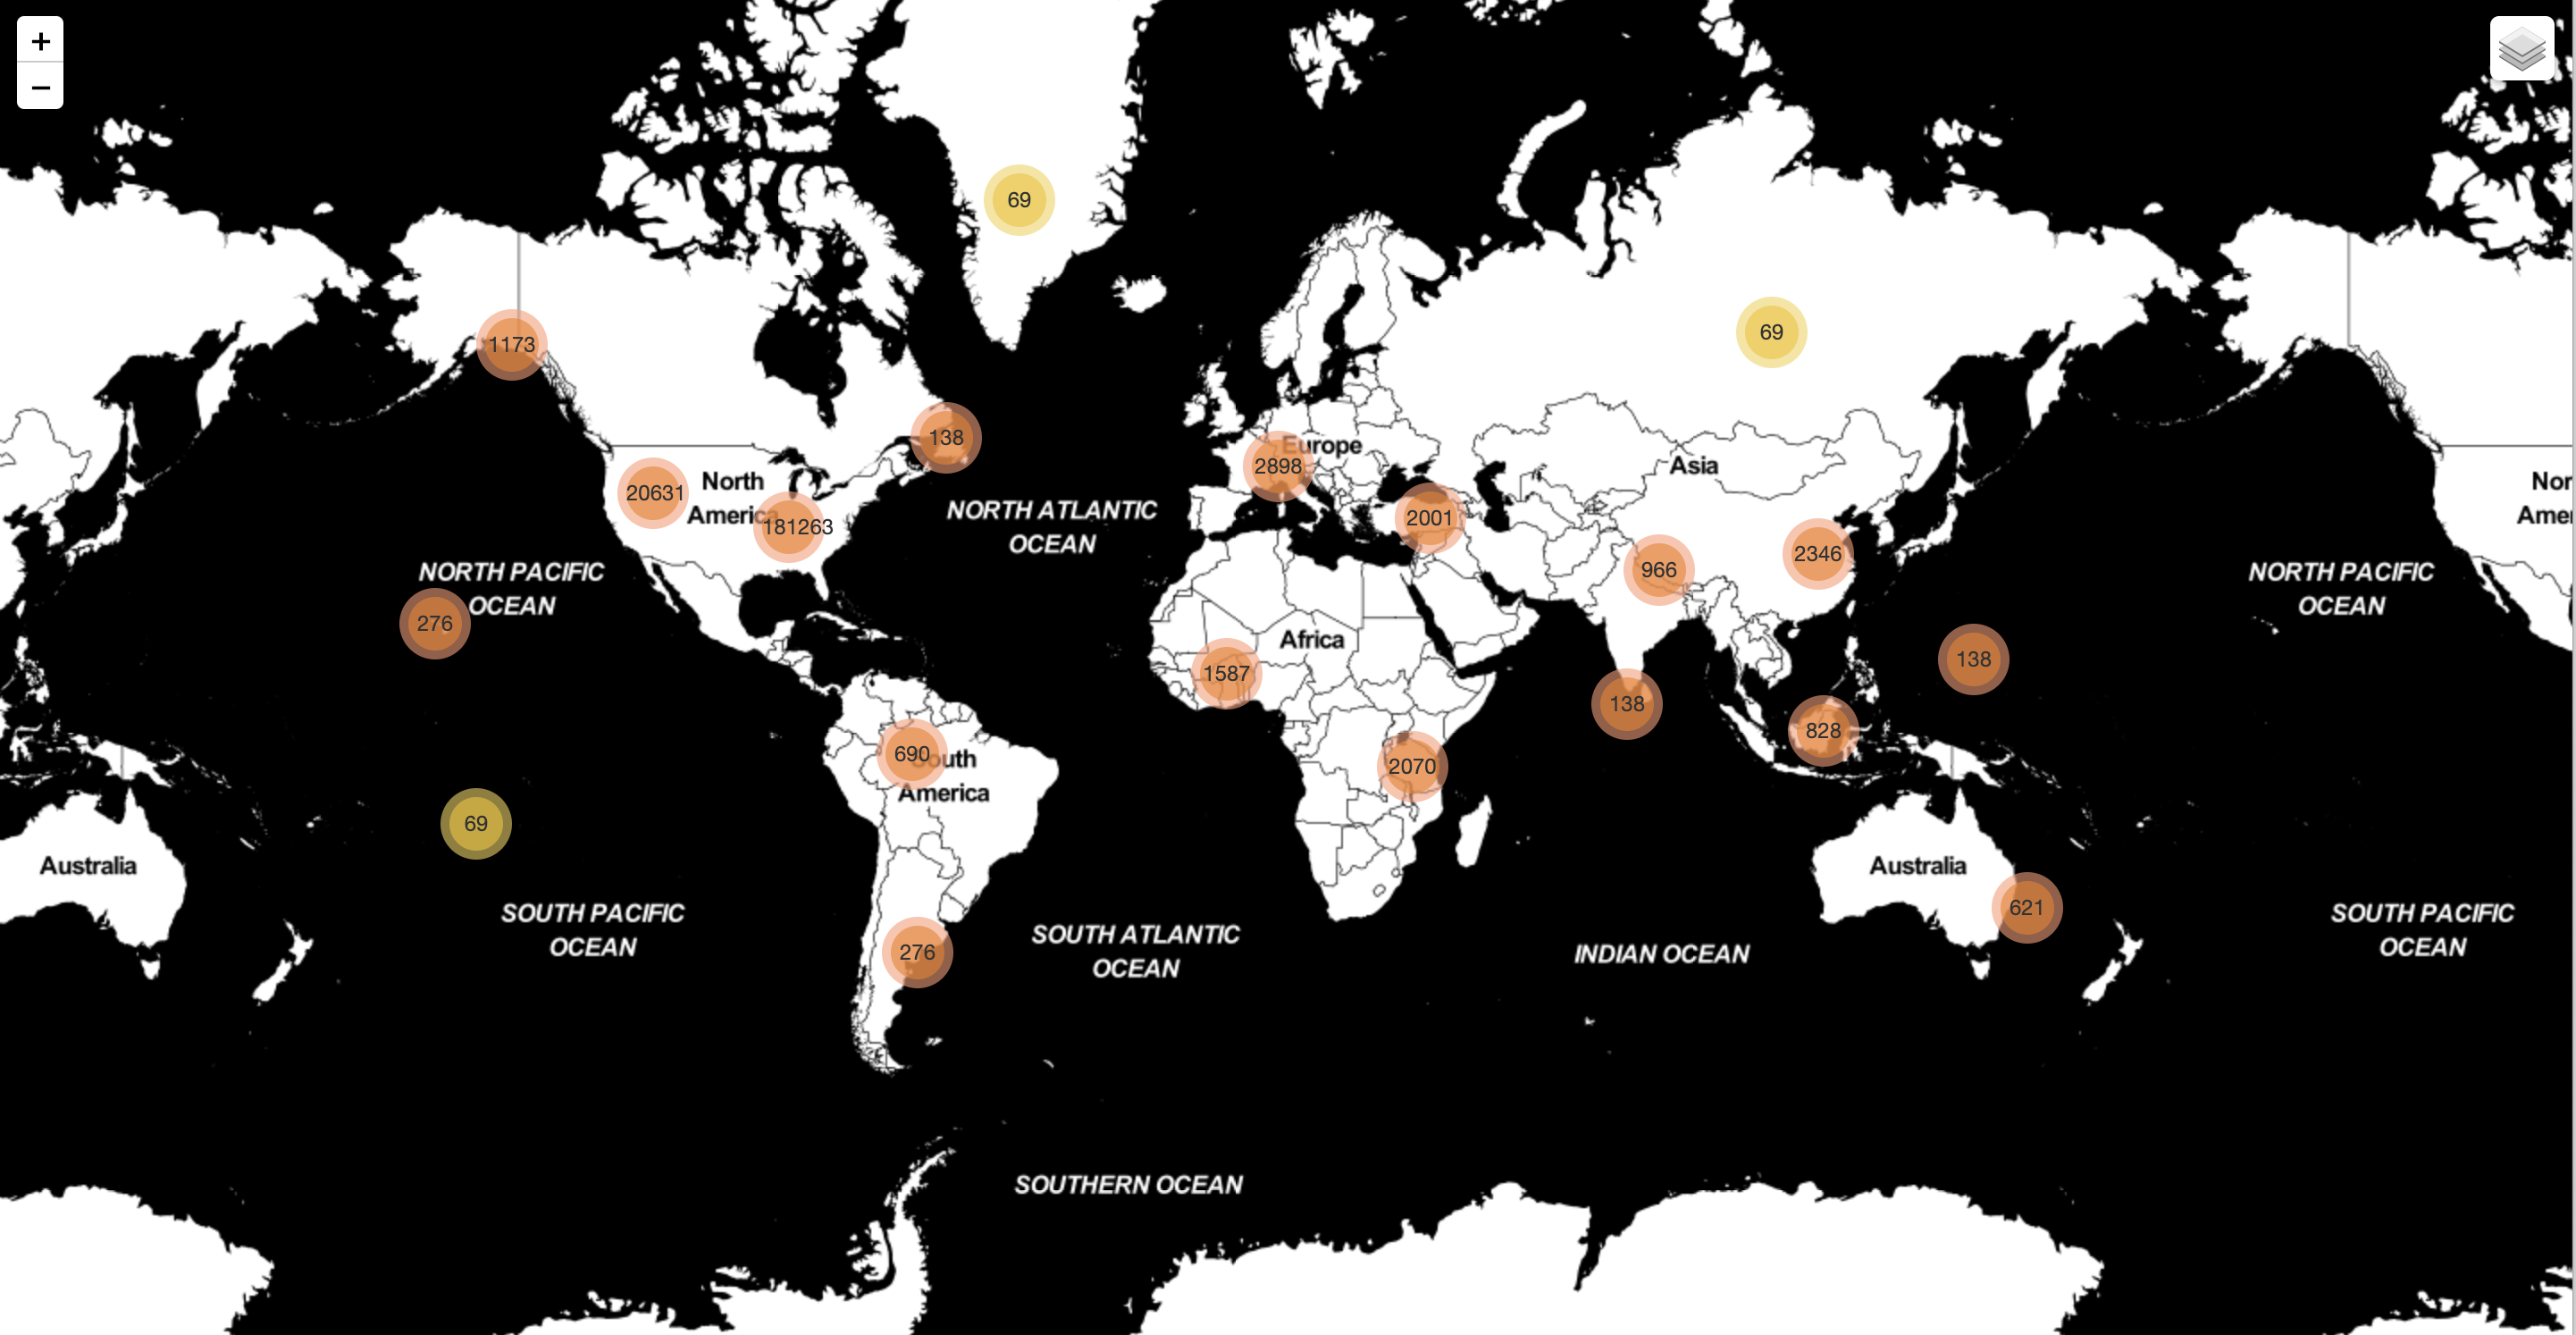 +
−
69
69
1173
138
Europe
2898
Asia
North
America
20631
181263
Nor
Amer
NORTH ATLANTIC
OCEAN
2001
2346
966
NORTH PACIFIC
OCEAN
NORTH PACIFIC
OCEAN
276
Africa
1587
138
138
828
690
South
America
2070
69
Australia
Australia
621
SOUTH PACIFIC
OCEAN
SOUTH ATLANTIC
OCEAN
276
INDIAN OCEAN
SOUTH PACIFIC
OCEAN
SOUTHERN OCEAN